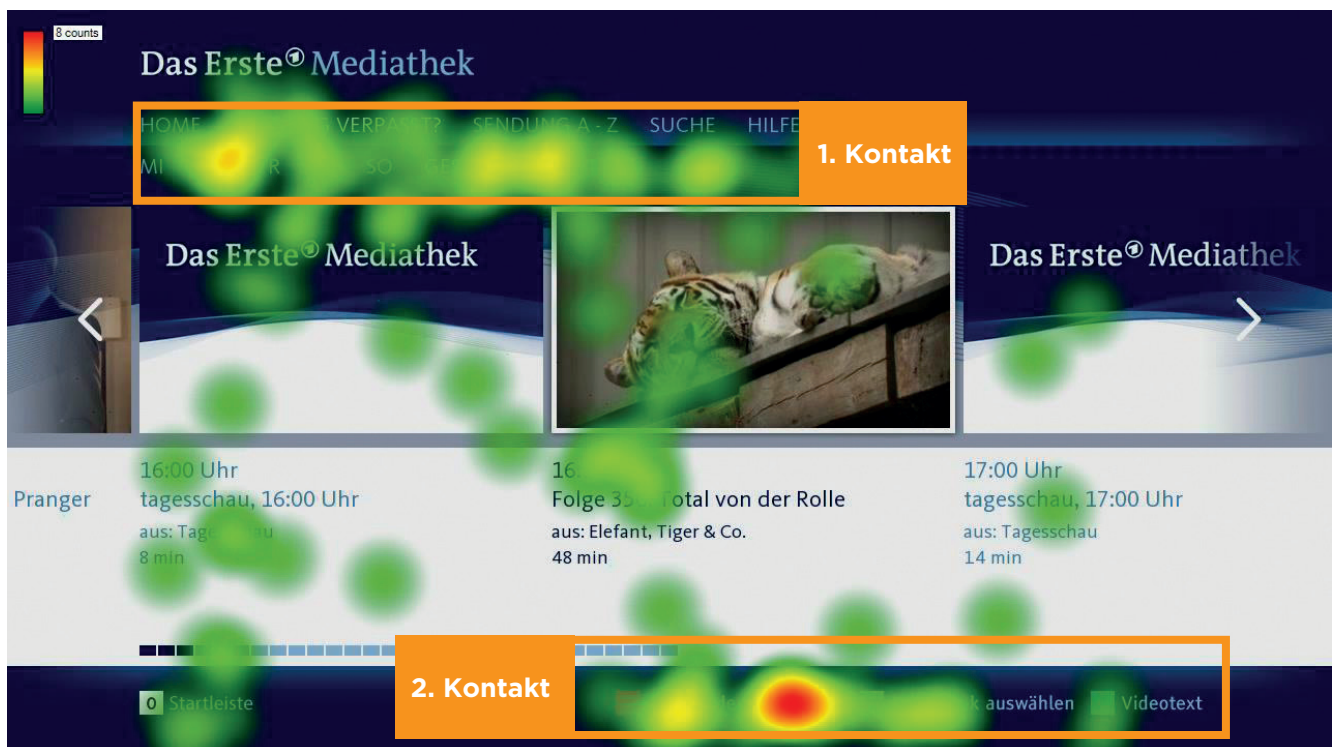 8 counts
Das Erste Mediathek
HOME VERPASST? SENDUNG A - Z SUCHE HILFE
1. Kontakt
Das Erste Mediathek
Das Erste Mediathek
16:00 Uhr
tagesschau, 16:00 Uhr
aus: Tagesschau
8 min
Pranger
Folge 35 Total von der Rolle
aus: Elefant, Tiger & Co.
48 min
17:00 Uhr
tagesschau, 17:00 Uhr
aus: Tagesschau
14 min
2. Kontakt
0 Startleiste
auswählen Videotext